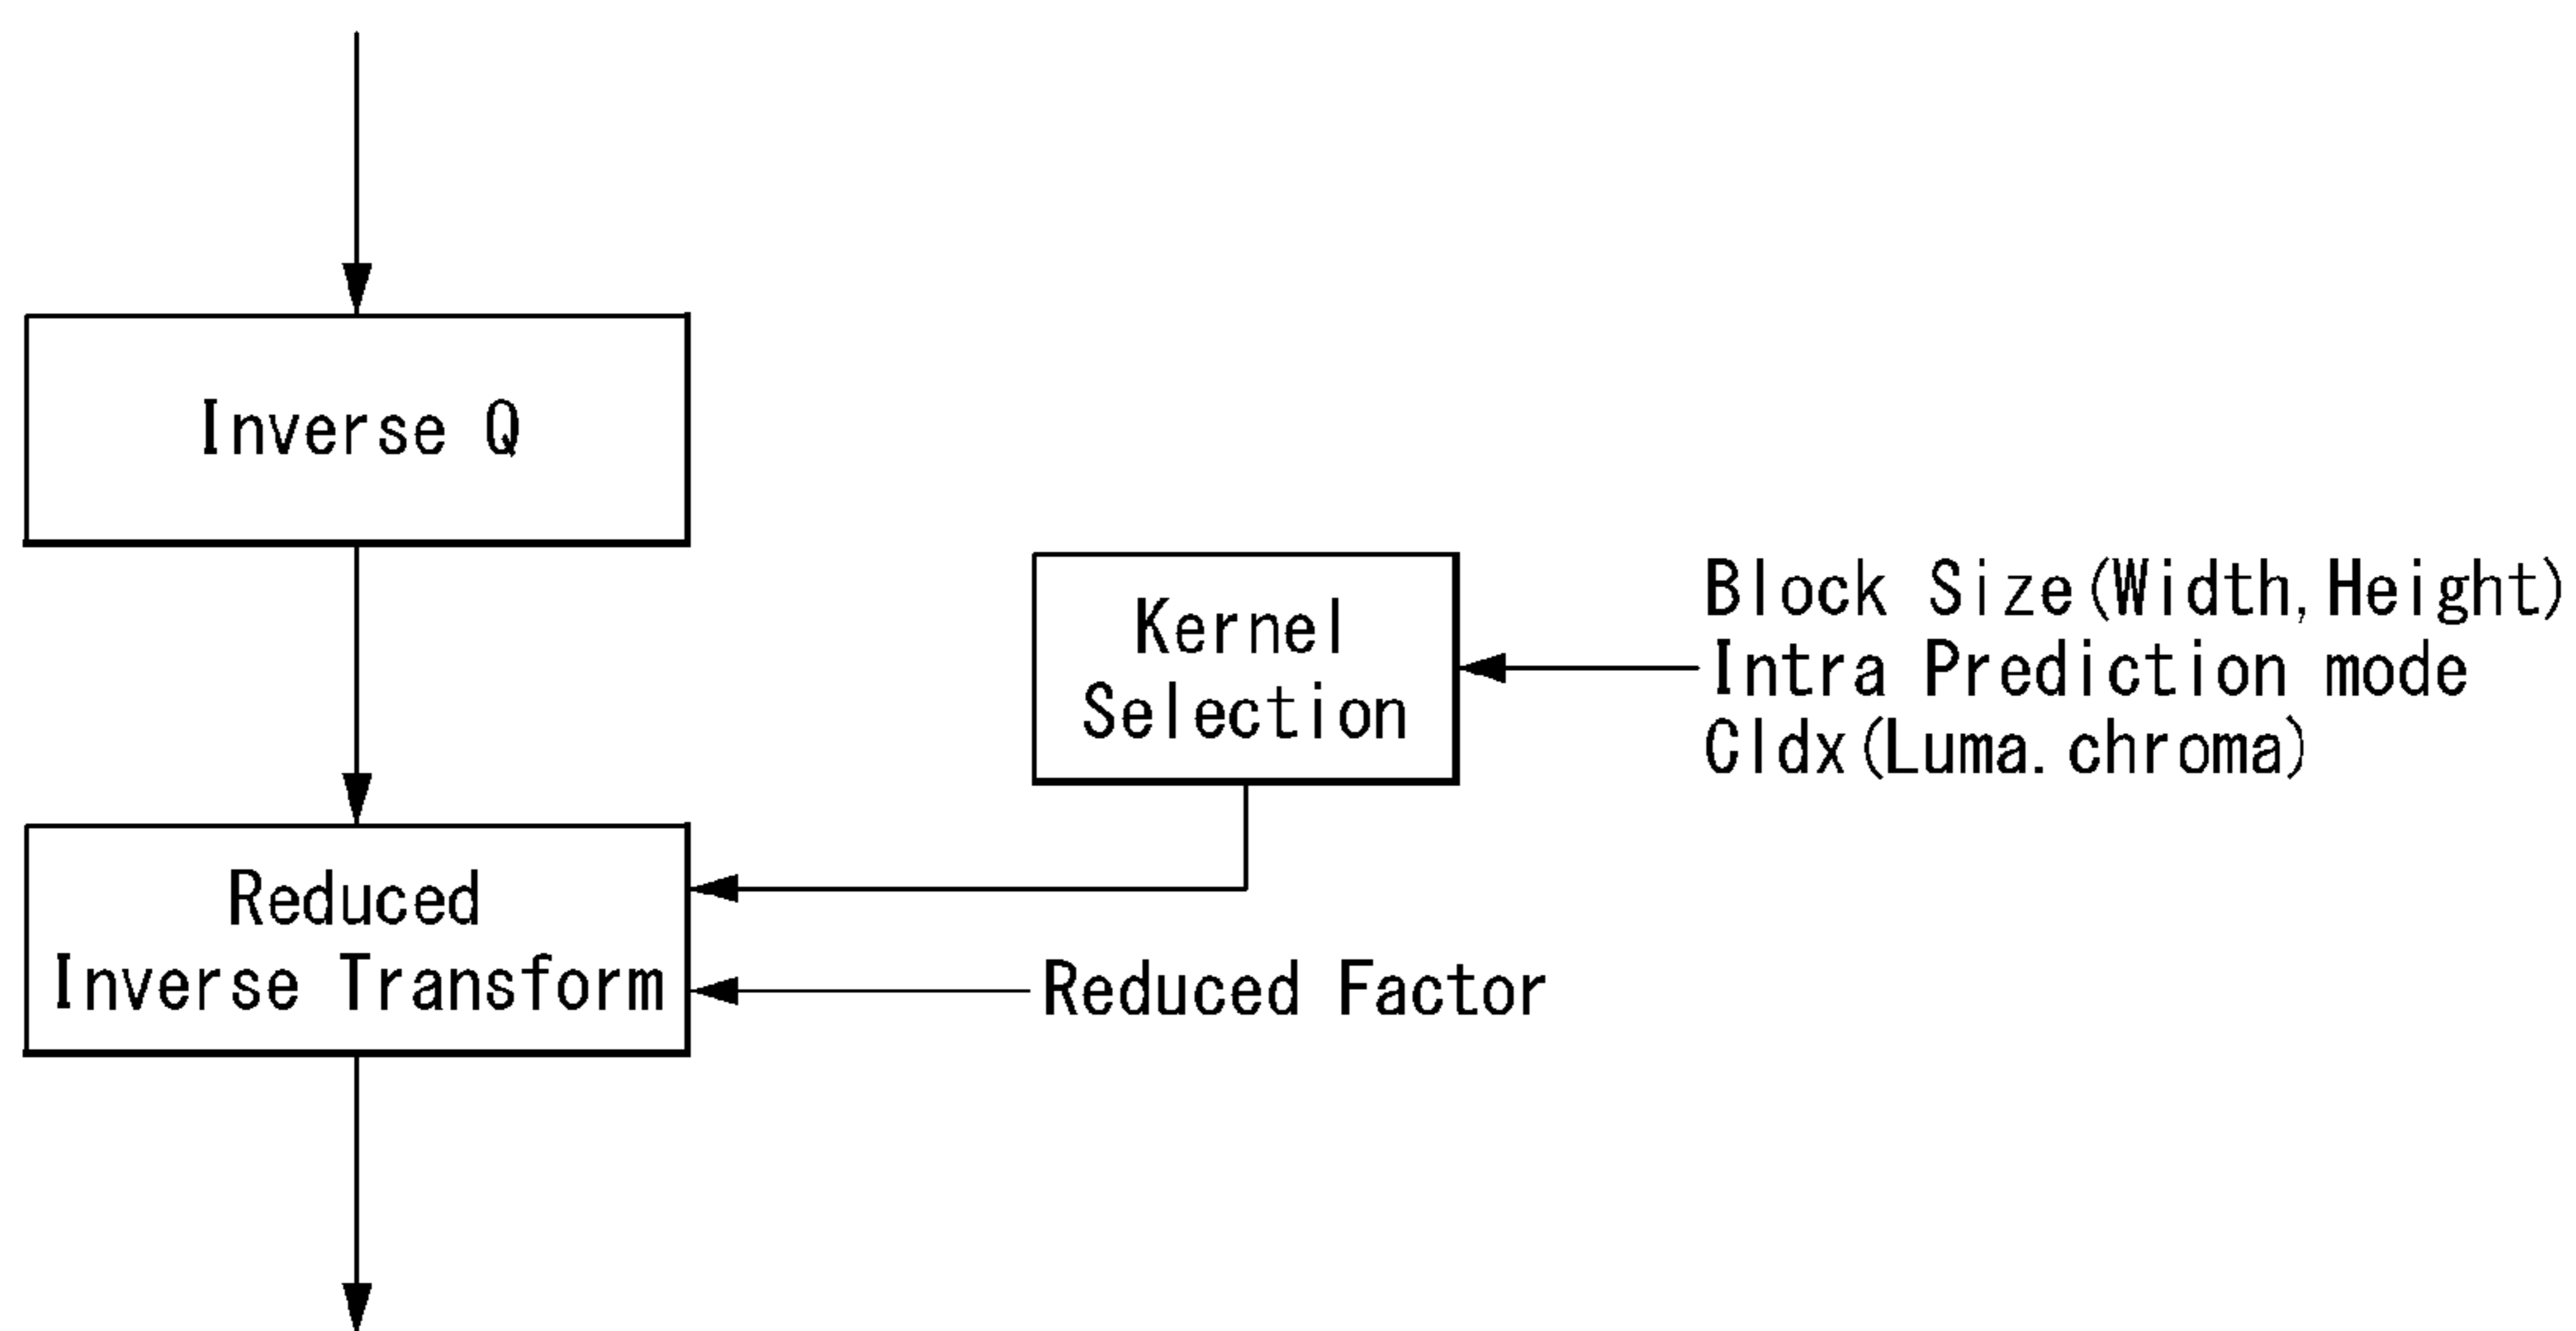 Inverse Q
Kernel
Selection
Block Size(Width, Height)
Intra Prediction mode
CIdx(Luma. chroma)
Reduced
Inverse Transform
Reduced Factor